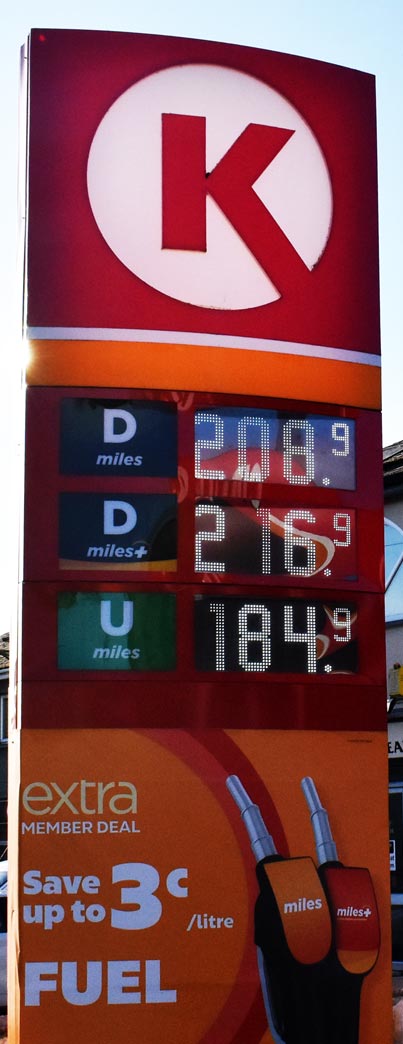 K
D 208.9
miles
D 216.9
miles+
U 184.9
miles
extra
MEMBER DEAL
Save
up to 3c
/litre
FUEL
miles
miles+